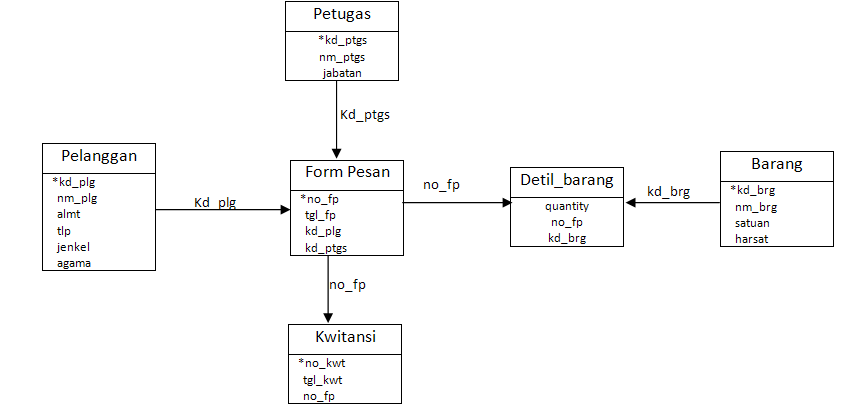 Petugas
*kd_ptgs
nm_ptgs
jabatan
Kd_ptgs
Pelanggan
*kd_plg
nm_plg
almt
tlp
jenkel
agama
Kd_plg
Form Pesan
*no_fp
tgl_fp
kd_plg
kd_ptgs
no_fp
Detil_barang
quantity
no_fp
kd_brg
kd_brg
Barang
*kd_brg
nm_brg
satuan
harsat
no_fp
Kwitansi
*no_kwt
tgl_kwt
no_fp